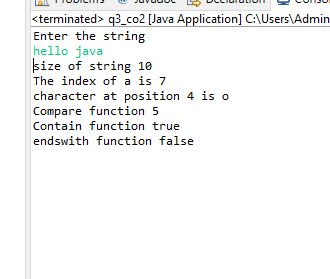 Problems Javadoc Declaration Conso
<terminated> q3_co2 [Java Application] C:\Users\Admin
Enter the string
hello java
size of string 10
The index of a is 7
character at position 4 is o
Compare function 5
Contain function true
endswith function false